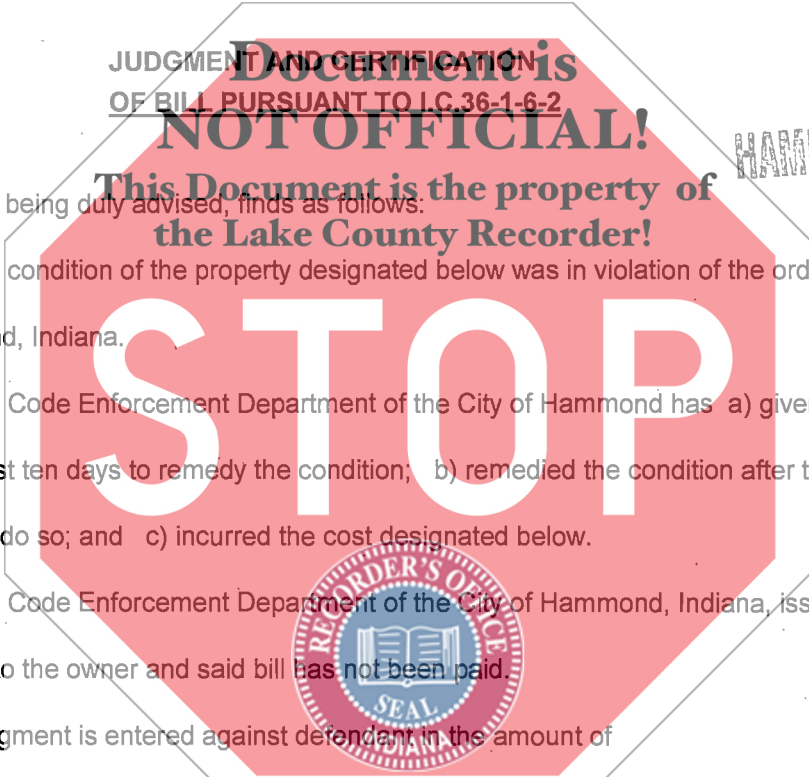 JUDGMENT AND CERTIFICATION
Document is
OF BILL PURSUANT TO I.C.36-1-6-2
NOT OFFICIAL!
HAM
This Document is the property of
being duly advised, finds as follows:
the Lake County Recorder!
condition of the property designated below was in violation of the ord
d, Indiana.
STOP
Code Enforcement Department of the City of Hammond has a) give
st ten days to remedy the condition; b) remedied the condition after t
do so; and c) incurred the cost designated below.
RECORDER'S OFFICE
Code Enforcement Department of the City of Hammond, Indiana, iss
o the owner and said bill has not been paid.
SEAL
INDIANA
gment is entered against defendant in the amount of